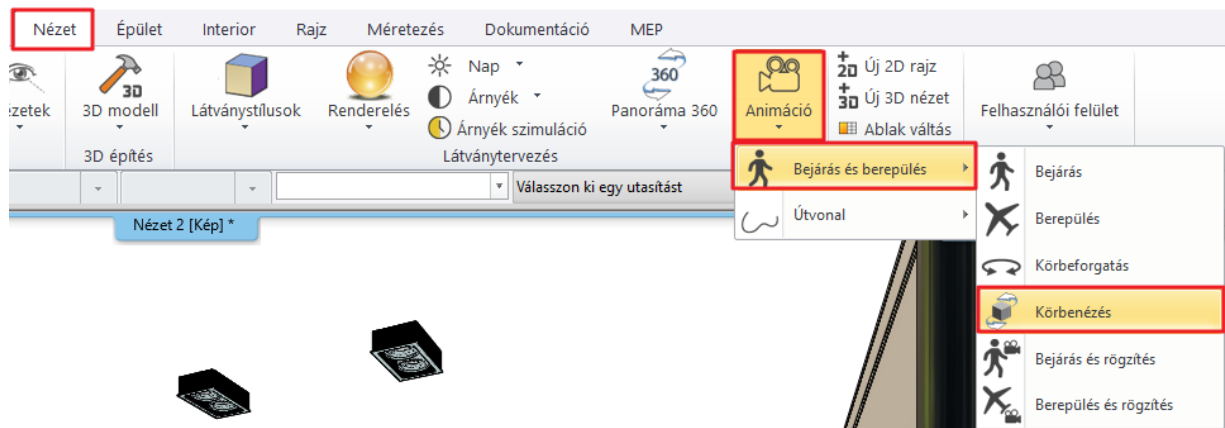 Nézet Épület Interior Rajz Méretezés Dokumentáció MEP
3D modell
Látványstílusok
Renderelés
Nap
Árnyék
Árnyék szimuláció
360
Panoráma 360
Animáció
2D Új 2D rajz
3D Új 3D nézet
Ablak váltás
Felhasználói felület
3D
3D építés
Látványtervezés
Válasszon ki egy utasítást
Nézet 2 [Kép] *
Bejárás és berepülés
Útvonal
Bejárás
Berepülés
Körbeforgatás
Körbenézés
Bejárás és rögzítés
Berepülés és rögzítés